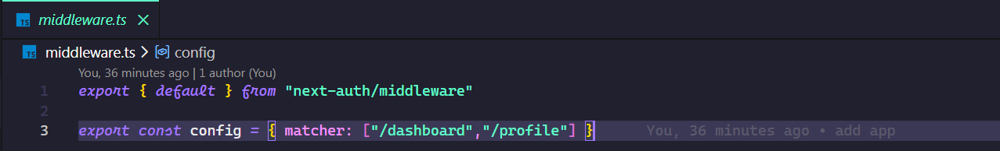 TS middleware.ts ×
TS middleware.ts > config
You, 36 minutes ago | 1 author (You)
1 export { default } from "next-auth/middleware"
2
3 export const config = { matcher: ["/dashboard","/profile"] } You, 36 minutes ago • add app